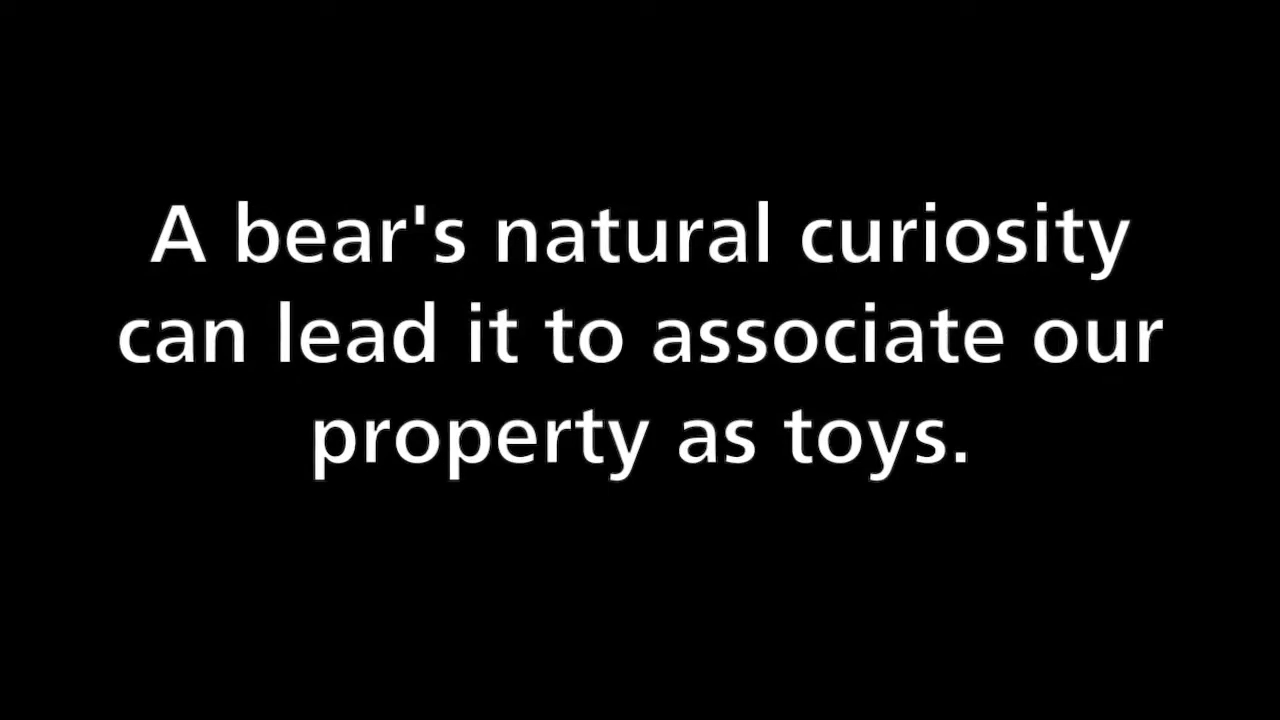 A bear's natural curiosity
can lead it to associate our
property as toys.